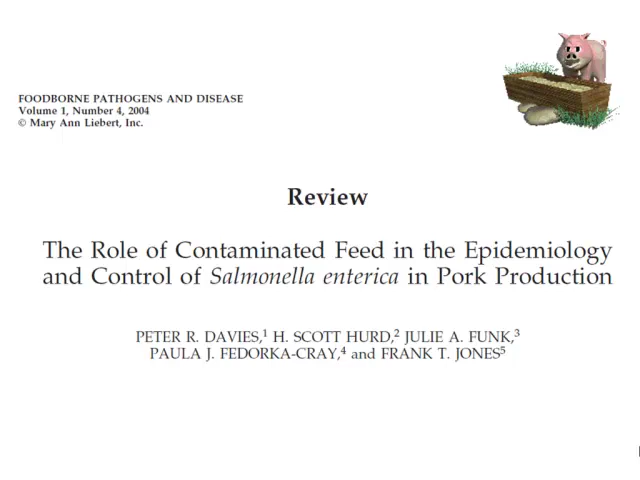 FOODBORNE PATHOGENS AND DISEASE
Volume 1, Number 4, 2004
© Mary Ann Liebert, Inc.
Review
The Role of Contaminated Feed in the Epidemiology
and Control of Salmonella enterica in Pork Production
PETER R. DAVIES,¹ H. SCOTT HURD,² JULIE A. FUNK,³
PAULA J. FEDORKA-CRAY,⁴ and FRANK T. JONES⁵